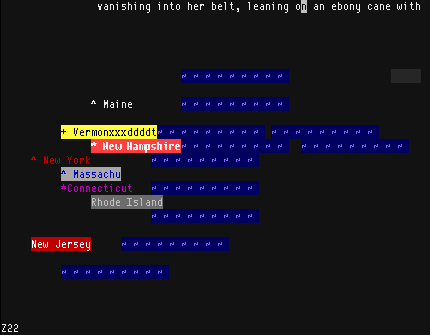 vanishing into her belt, leaning on an ebony cane with
~ ~ ~ ~ ~ ~ ~ ~ ~
^ Maine ~ ~ ~ ~ ~ ~ ~ ~ ~
+ Vermonxxxddddt~ ~ ~ ~ ~ ~ ~ ~ ~ ~ ~ ~ ~ ~ ~ ~ ~ ~
* New Hampshire~ ~ ~ ~ ~ ~ ~ ~ ~ ~ ~ ~ ~ ~ ~ ~ ~ ~
^ New York ~ ~ ~ ~ ~ ~ ~ ~ ~
^ Massachu
#Connecticut ~ ~ ~ ~ ~ ~ ~ ~ ~
Rhode Island
~ ~ ~ ~ ~ ~ ~ ~ ~
New Jersey ~ ~ ~ ~ ~ ~ ~ ~ ~
~ ~ ~ ~ ~ ~ ~ ~ ~
Z22